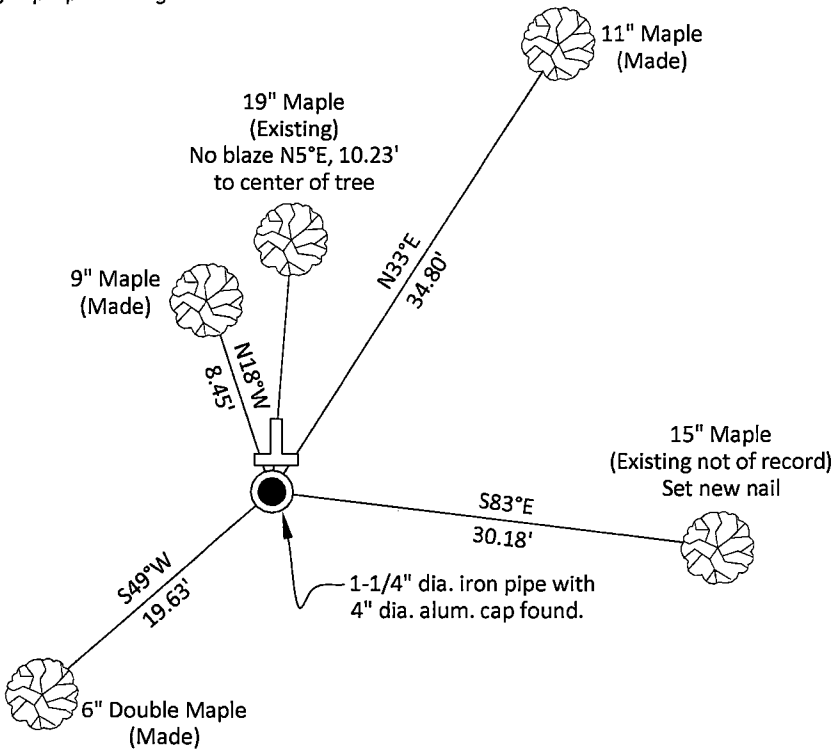 11" Maple
(Made)
19" Maple
(Existing)
No blaze N5°E, 10.23'
to center of tree
9" Maple
(Made)
N33°E
34.80'
N18°W
8.45'
15" Maple
(Existing not of record)
Set new nail
S83°E
30.18'
S49°W
19.63'
1-1/4" dia. iron pipe with
4" dia. alum. cap found.
6" Double Maple
(Made)